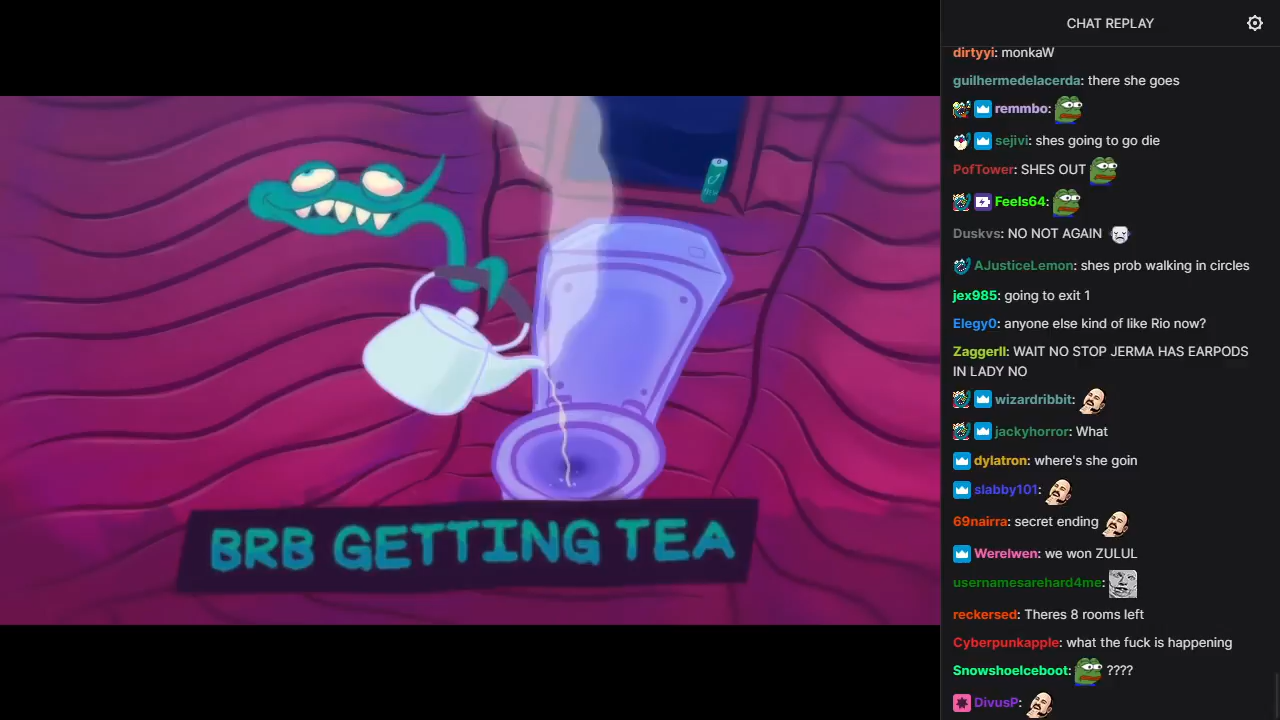 BRB GETTING TEA
CHAT REPLAY
dirtyyi: monkaW
guilhermedelacerda: there she goes
remmbo:
sejivi: shes going to go die
PofTower: SHES OUT
Feels64:
Duskvs: NO NOT AGAIN
AJusticeLemon: shes prob walking in circles
jex985: going to exit 1
Elegy0: anyone else kind of like Rio now?
ZaggerII: WAIT NO STOP JERMA HAS EARPODS
IN LADY NO
wizardribbit:
jackyhorror: What
dylatron: where's she goin
slabby101:
69nairra: secret ending
Werelwen: we won ZULUL
usernamesarehard4me:
reckersed: Theres 8 rooms left
Cyberpunkapple: what the fuck is happening
SnowshoeIceboot: ????
DivusP: